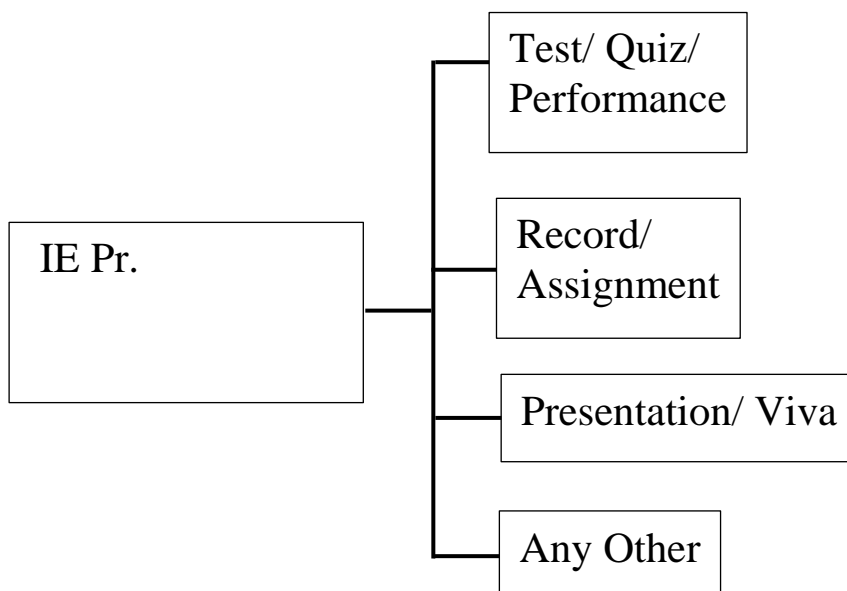 Test/ Quiz/
Performance
IE Pr.
Record/
Assignment
Presentation/ Viva
Any Other